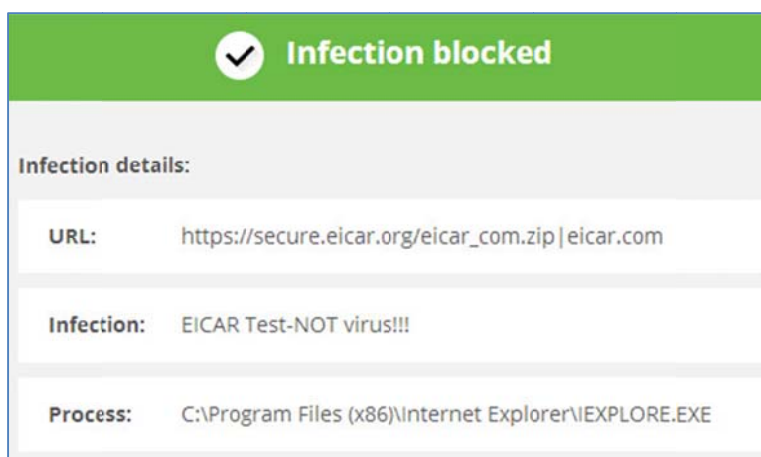 Infection blocked
Infection details:
URL: https://secure.eicar.org/eicar_com.zip|eicar.com
Infection: EICAR Test-NOT virus!!!
Process: C:\Program Files (x86)\Internet Explorer\IEXPLORE.EXE